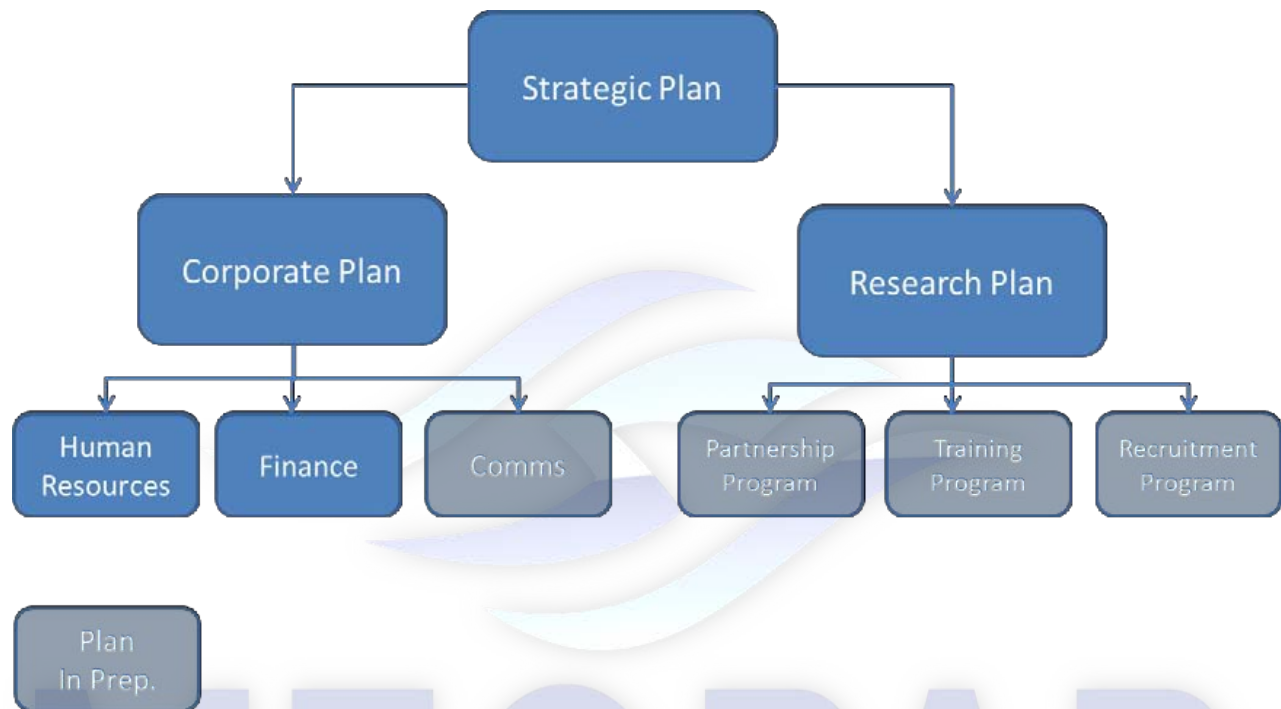 Strategic Plan
Corporate Plan
Research Plan
Human
Resources
Finance
Comms
Partnership
Program
Training
Program
Recruitment
Program
Plan
In Prep.